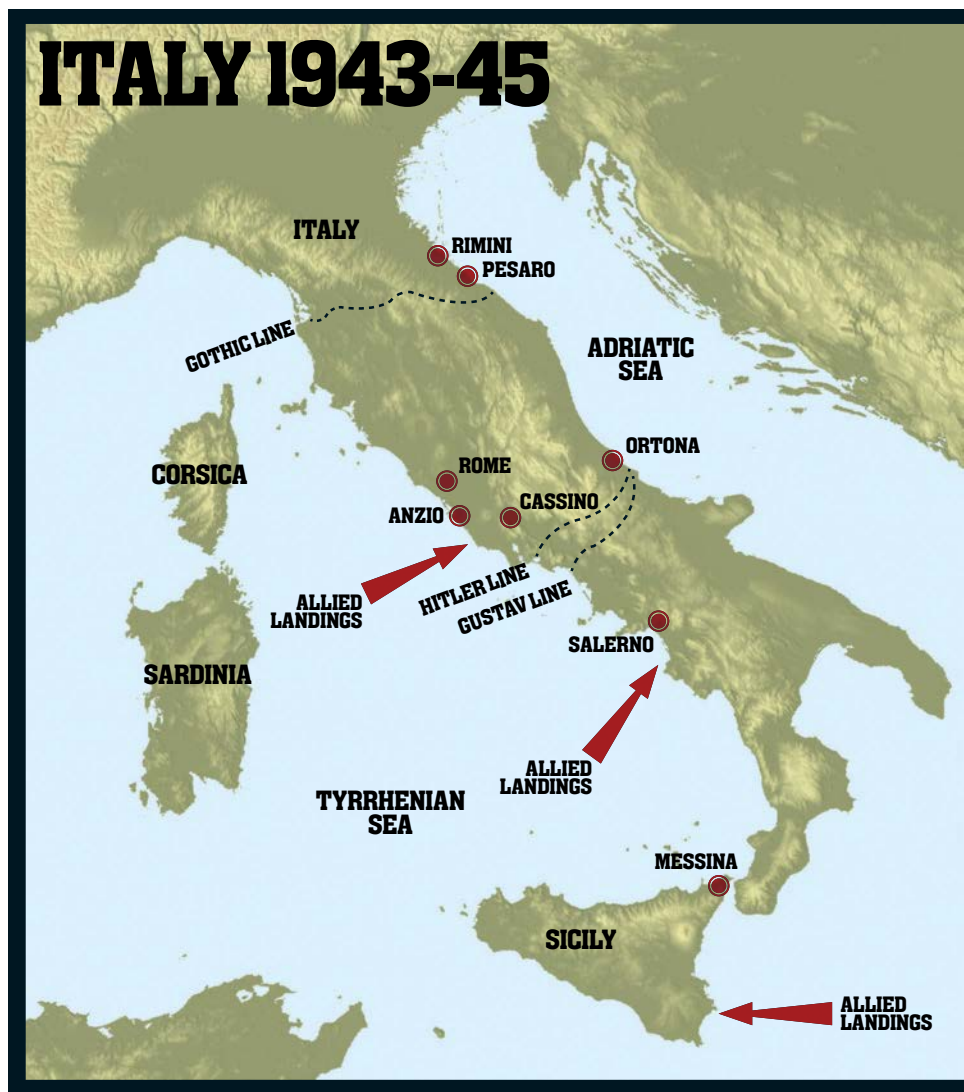 ITALY 1943-45
ITALY
RIMINI
PESARO
GOTHIC LINE
ADRIATIC
SEA
ORTONA
CORSICA
ROME
CASSINO
ANZIO
HITLER LINE
GUSTAV LINE
ALLIED
LANDINGS
SALERNO
SARDINIA
ALLIED
LANDINGS
TYRRHENIAN
SEA
MESSINA
SICILY
ALLIED
LANDINGS